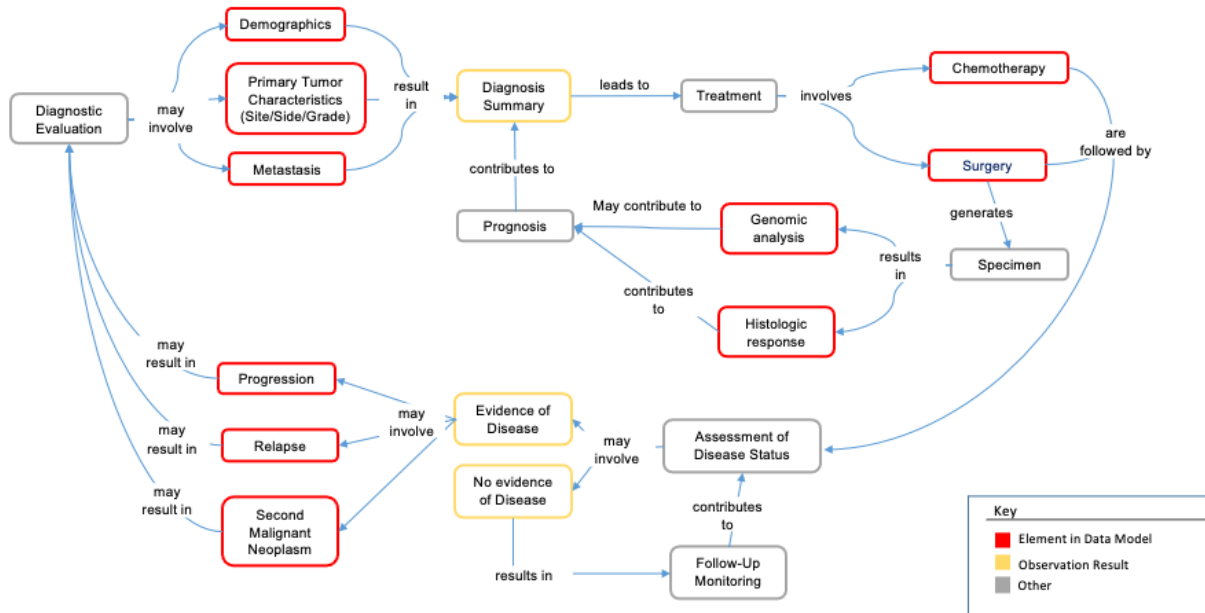 Demographics
Primary Tumor
Characteristics
(Site/Side/Grade)
Metastasis
Diagnostic
Evaluation
may
involve
result
in
Diagnosis
Summary
leads to
Treatment
involves
Chemotherapy
Surgery
are
followed by
generates
Specimen
results
in
Genomic
analysis
Histologic
response
May contribute to
contributes
to
Prognosis
contributes to
may
result in
Progression
may
result in
Relapse
may
result in
Second
Malignant
Neoplasm
may
involve
Evidence of
Disease
No evidence
of Disease
may
involve
Assessment of
Disease Status
contributes
to
Follow-Up
Monitoring
results in
Key
Element in Data Model
Observation Result
Other